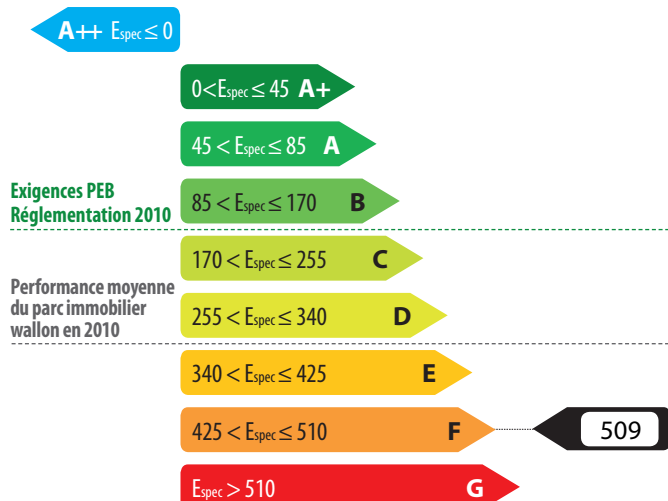 A++ Espec ≤ 0
0 < Espec ≤ 45 A+
45 < Espec ≤ 85 A
Exigences PEB
Réglementation 2010
85 < Espec ≤ 170 B
170 < Espec ≤ 255 C
Performance moyenne
du parc immobilier
wallon en 2010
255 < Espec ≤ 340 D
340 < Espec ≤ 425 E
425 < Espec ≤ 510 F
509
Espec > 510 G